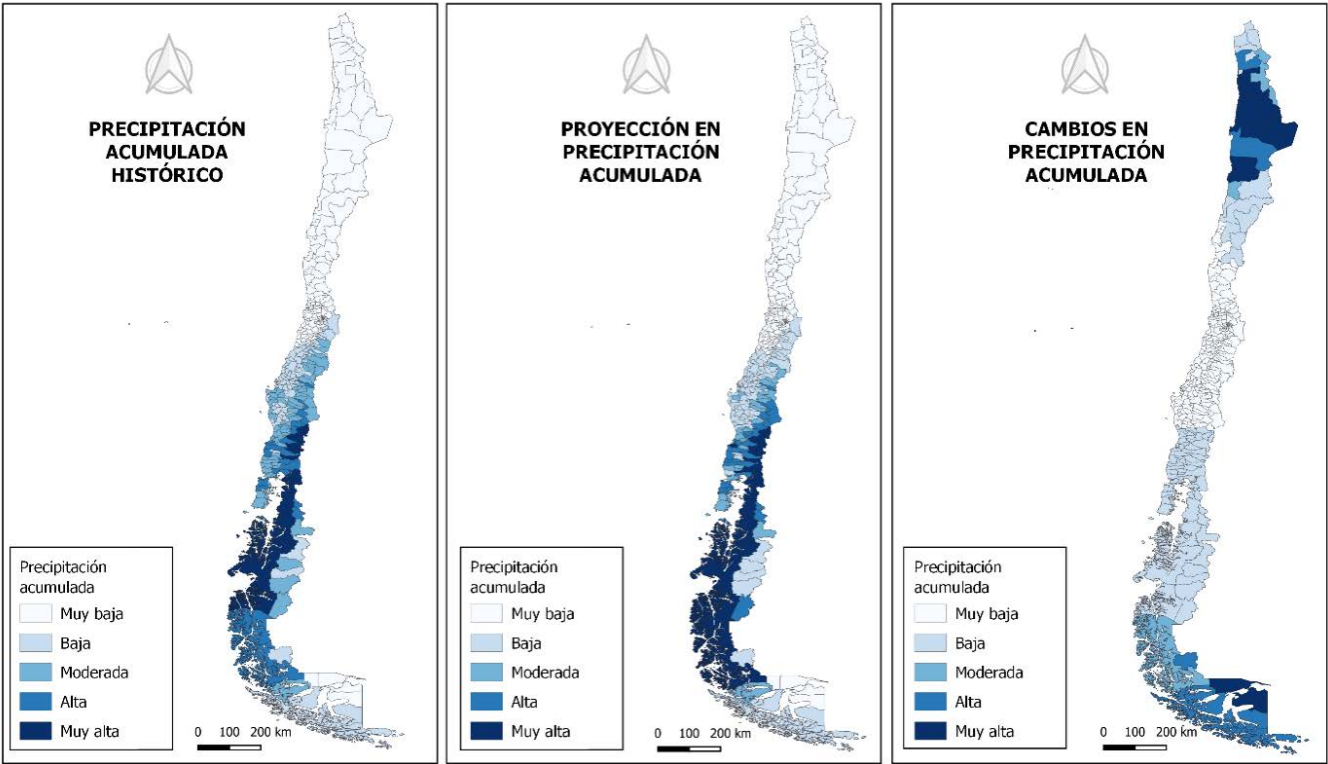 PRECIPITACIÓN
ACUMULADA
HISTÓRICO
Precipitación
acumulada
Muy baja
Baja
Moderada
Alta
Muy alta
0 100 200 km
PROYECCIÓN EN
PRECIPITACIÓN
ACUMULADA
Precipitación
acumulada
Muy baja
Baja
Moderada
Alta
Muy alta
0 100 200 km
CAMBIOS EN
PRECIPITACIÓN
ACUMULADA
Precipitación
acumulada
Muy baja
Baja
Moderada
Alta
Muy alta
0 100 200 km